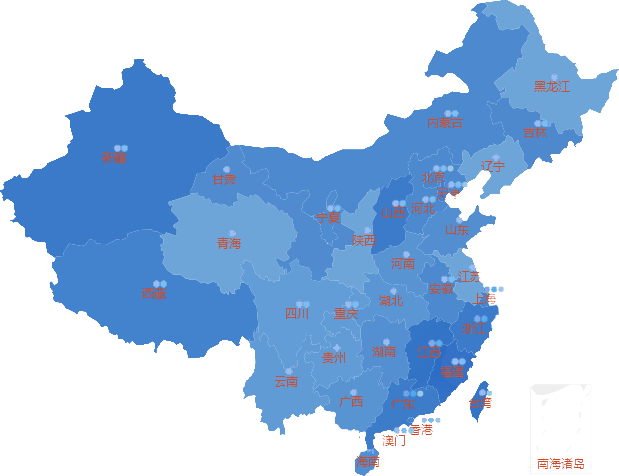 黑龙江
内蒙古
吉林
辽宁
新疆
甘肃
北京
天津
宁夏
山西
河北
山东
青海
陕西
河南
江苏
西藏
安徽
上海
四川
重庆
湖北
浙江
贵州
湖南
江西
福建
云南
广西
广东
台湾
香港
澳门
海南
南海诸岛